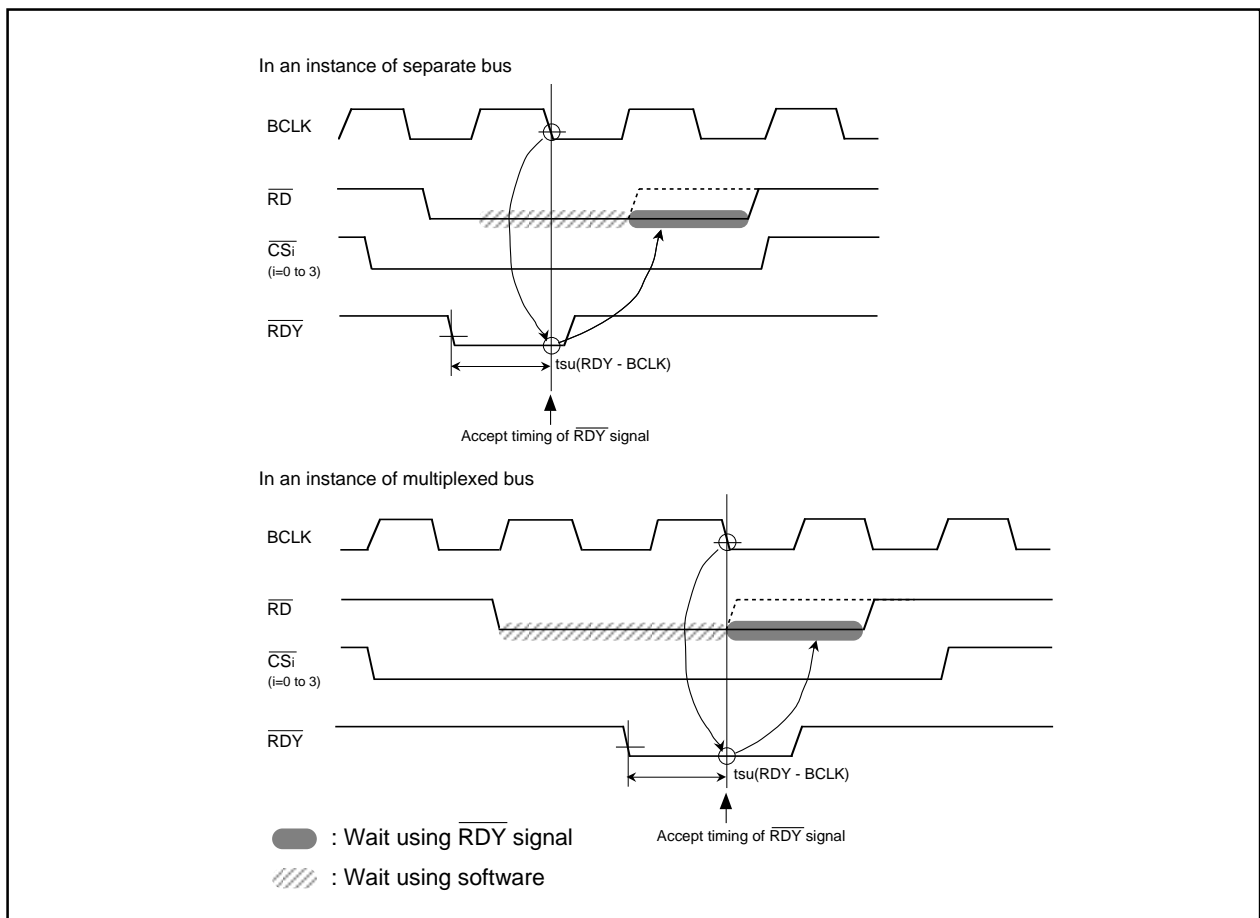 In an instance of separate bus
BCLK
RD
CSi
(i=0 to 3)
RDY
tsu(RDY - BCLK)
Accept timing of RDY signal
In an instance of multiplexed bus
BCLK
RD
CSi
(i=0 to 3)
RDY
tsu(RDY - BCLK)
Accept timing of RDY signal
: Wait using RDY signal
: Wait using software